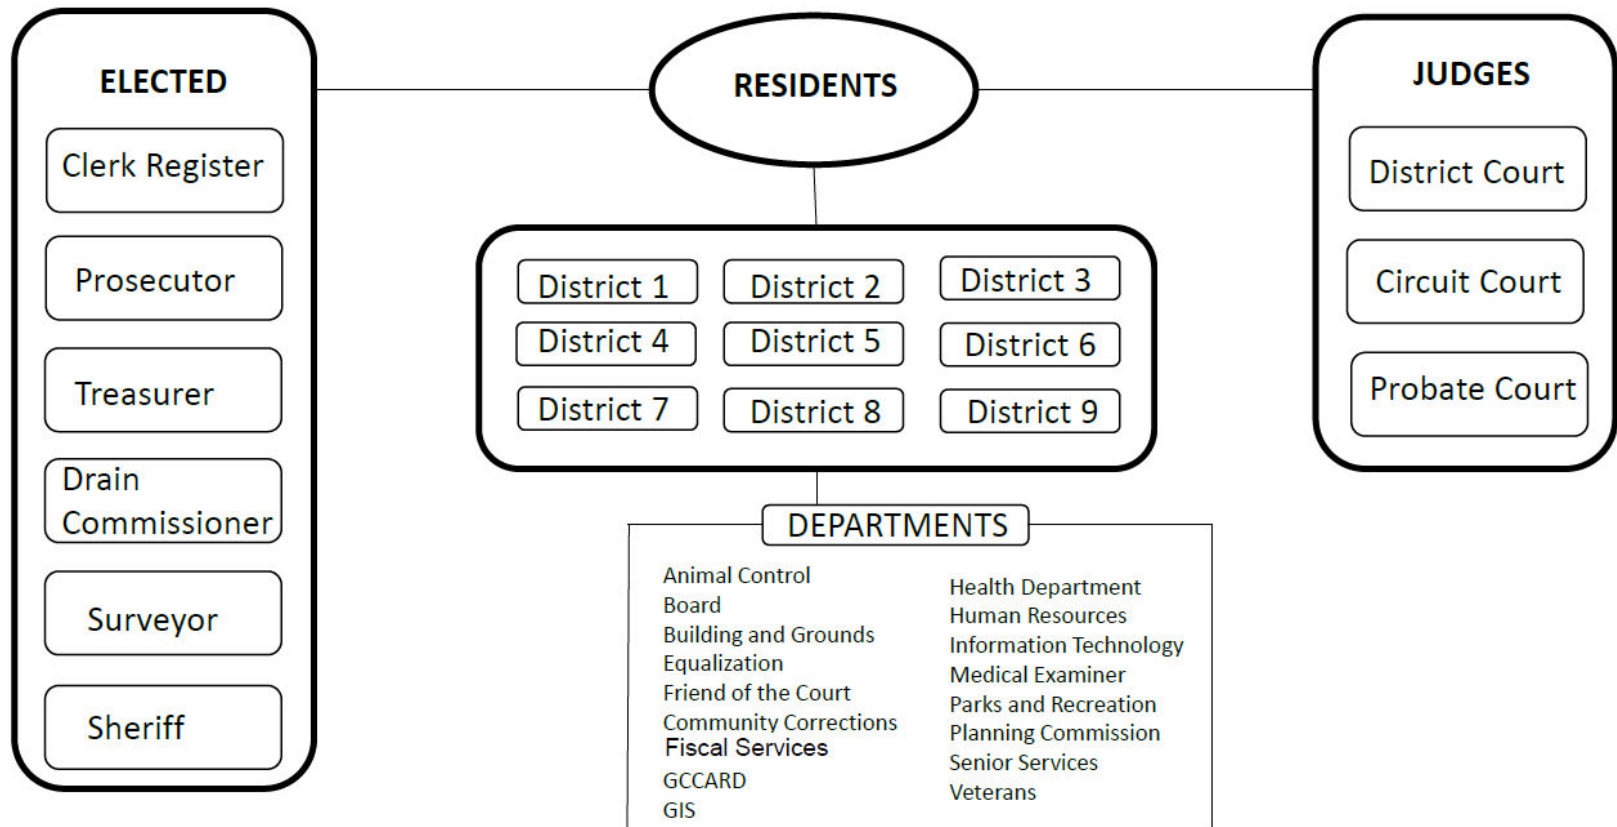 ELECTED
Clerk Register
Prosecutor
Treasurer
Drain
Commissioner
Surveyor
Sheriff
RESIDENTS
District 1
District 2
District 3
District 4
District 5
District 6
District 7
District 8
District 9
DEPARTMENTS
Animal Control
Board
Building and Grounds
Equalization
Friend of the Court
Community Corrections
Fiscal Services
GCCARD
GIS
Health Department
Human Resources
Information Technology
Medical Examiner
Parks and Recreation
Planning Commission
Senior Services
Veterans
JUDGES
District Court
Circuit Court
Probate Court